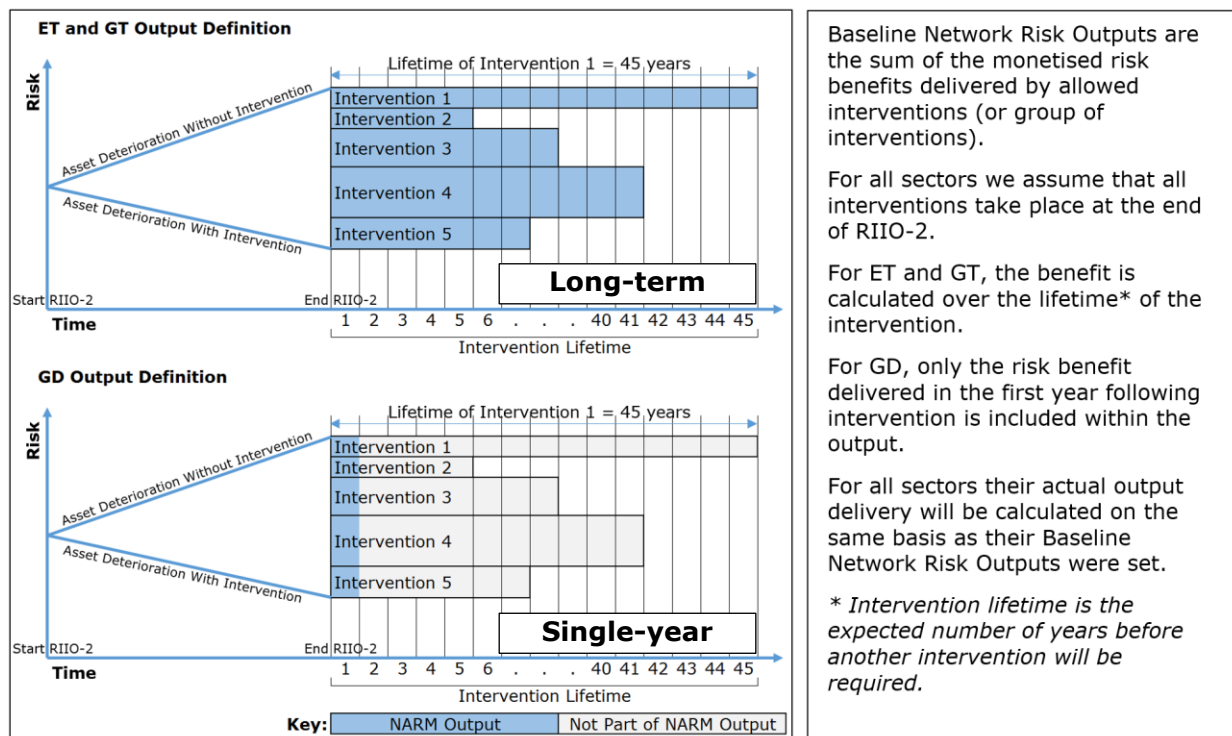 ET and GT Output Definition
Risk
Asset Deterioration Without Intervention
Asset Deterioration With Intervention
Lifetime of Intervention 1 = 45 years
Intervention 1
Intervention 2
Intervention 3
Intervention 4
Intervention 5
Long-term
Start RIIO-2
End RIIO-2
Time
1 2 3 4 5 6 . . . 40 41 42 43 44 45
Intervention Lifetime
GD Output Definition
Risk
Asset Deterioration Without Intervention
Asset Deterioration With Intervention
Lifetime of Intervention 1 = 45 years
Intervention 1
Intervention 2
Intervention 3
Intervention 4
Intervention 5
Single-year
Start RIIO-2
End RIIO-2
Time
1 2 3 4 5 6 . . . 40 41 42 43 44 45
Intervention Lifetime
Key: NARM Output Not Part of NARM Output
Baseline Network Risk Outputs are
the sum of the monetised risk
benefits delivered by allowed
interventions (or group of
interventions).
For all sectors we assume that all
interventions take place at the end
of RIIO-2.
For ET and GT, the benefit is
calculated over the lifetime* of the
intervention.
For GD, only the risk benefit
delivered in the first year following
intervention is included within the
output.
For all sectors their actual output
delivery will be calculated on the
same basis as their Baseline
Network Risk Outputs were set.
* Intervention lifetime is the
expected number of years before
another intervention will be
required.